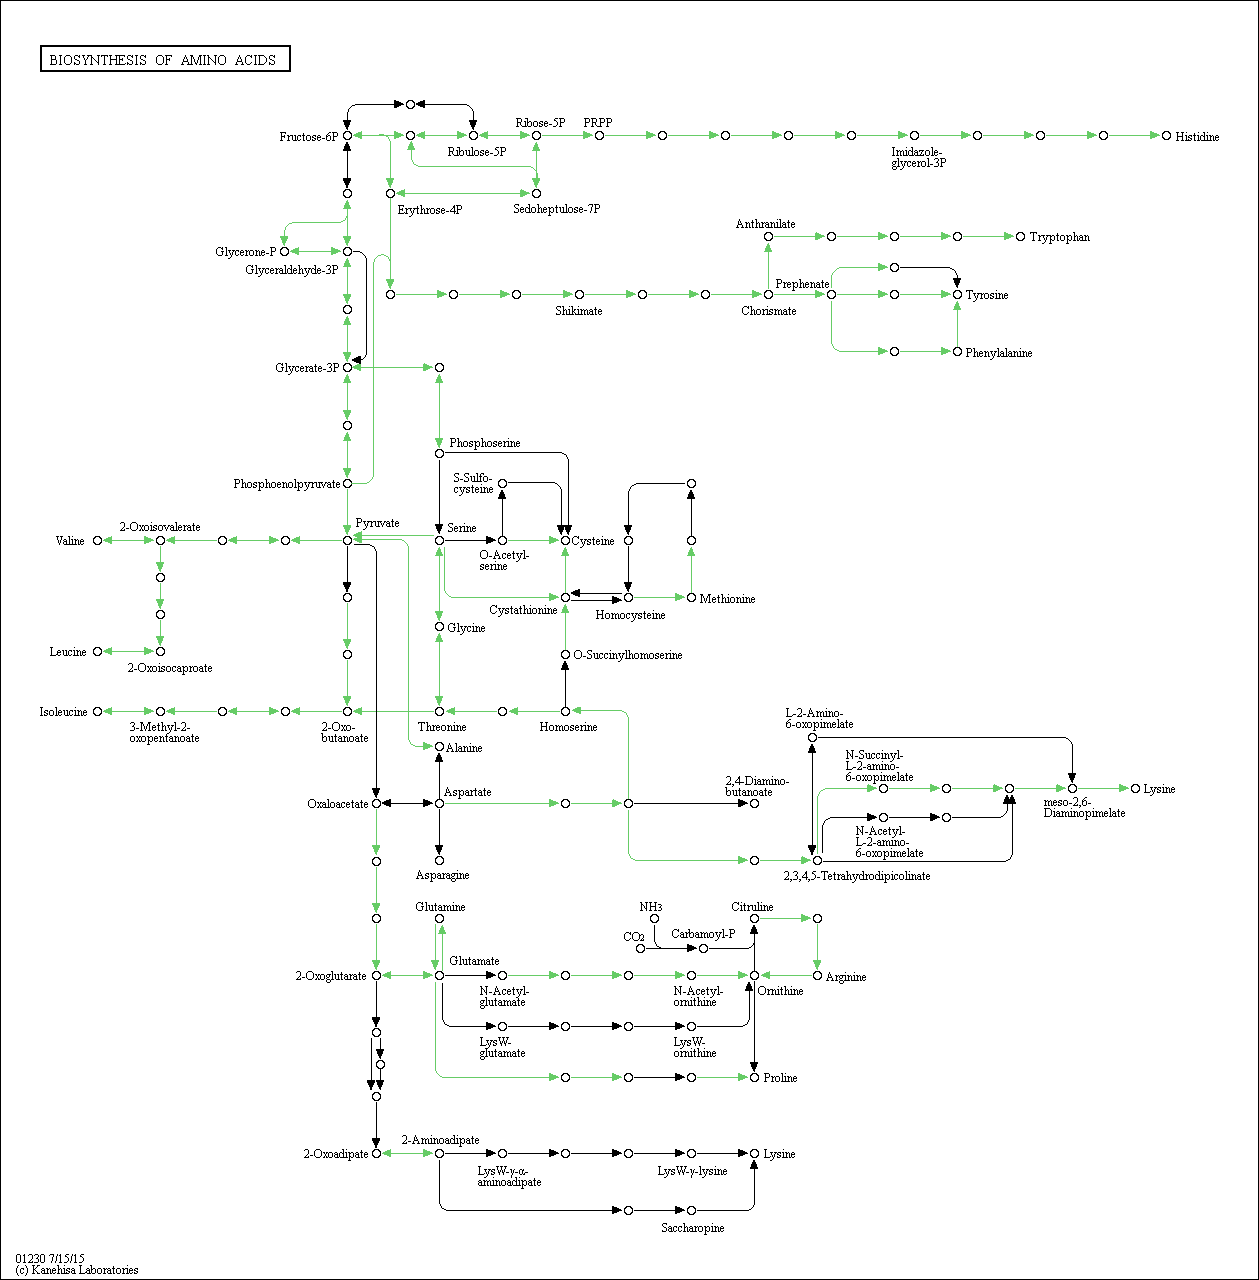 BIOSYNTHESIS OF AMINO ACIDS
Fructose-6P
Ribulose-5P
Ribose-5P
PRPP
Imidazole-
glycerol-3P
Histidine
Erythrose-4P
Sedoheptulose-7P
Glycerone-P
Glyceraldehyde-3P
Anthranilate
Tryptophan
Prephenate
Shikimate
Chorismate
Tyrosine
Phenylalanine
Glycerate-3P
Phosphoserine
Phosphoenolpyruvate
S-Sulfo-
cysteine
2-Oxoisovalerate
Pyruvate
Serine
Valine
O-Acetyl-
serine
Cysteine
Cystathionine
Homocysteine
Methionine
Glycine
Leucine
2-Oxoisocaproate
O-Succinylhomoserine
Isoleucine
3-Methyl-2-
oxopentanoate
2-Oxo-
butanoate
Threonine
Homoserine
Alanine
L-2-Amino-
6-oxopimelate
N-Succinyl-
L-2-amino-
6-oxopimelate
Oxaloacetate
Aspartate
2,4-Diamino-
butanoate
meso-2,6-
Diaminopimelate
Lysine
N-Acetyl-
L-2-amino-
6-oxopimelate
Asparagine
2,3,4,5-Tetrahydrodipicolinate
Glutamine
NH3
Citruline
CO2
Carbamoyl-P
2-Oxoglutarate
Glutamate
N-Acetyl-
glutamate
N-Acetyl-
ornithine
Ornithine
Arginine
LysW-
glutamate
LysW-
ornithine
Proline
2-Oxoadipate
2-Aminoadipate
LysW-γ-α-
aminoadipate
LysW-γ-lysine
Lysine
Saccharopine
01230 7/15/15
(c) Kanehisa Laboratories